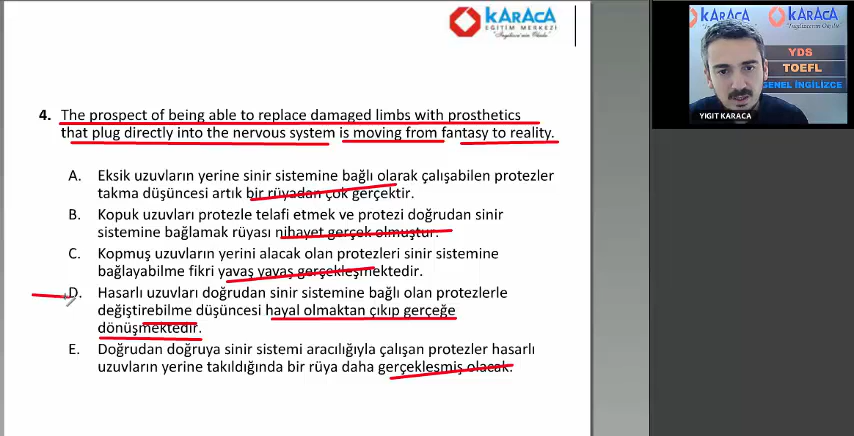 KARACA
EĞİTİM MERKEZİ
"İngilizce'nin Okulu"
4. The prospect of being able to replace damaged limbs with prosthetics
that plug directly into the nervous system is moving from fantasy to reality.
A. Eksik uzuvların yerine sinir sistemine bağlı olarak çalışabilen protezler
takma düşüncesi artık bir rüyadan çok gerçektir.
B. Kopuk uzuvları protezle telafi etmek ve protezi doğrudan sinir
sistemine bağlamak rüyası nihayet gerçek olmuştur.
C. Kopmuş uzuvların yerini alacak olan protezleri sinir sistemine
bağlayabilme fikri yavaş yavaş gerçekleşmektedir.
D. Hasarlı uzuvları doğrudan sinir sistemine bağlı olan protezlerle
değiştirebilme düşüncesi hayal olmaktan çıkıp gerçeğe
dönüşmektedir.
E. Doğrudan doğruya sinir sistemi aracılığıyla çalışan protezler hasarlı
uzuvların yerine takıldığında bir rüya daha gerçekleşmiş olacak.
KARACA
KARACA
YDS
TOEFL
GENEL İNGİLİZCE
YIGIT KARACA